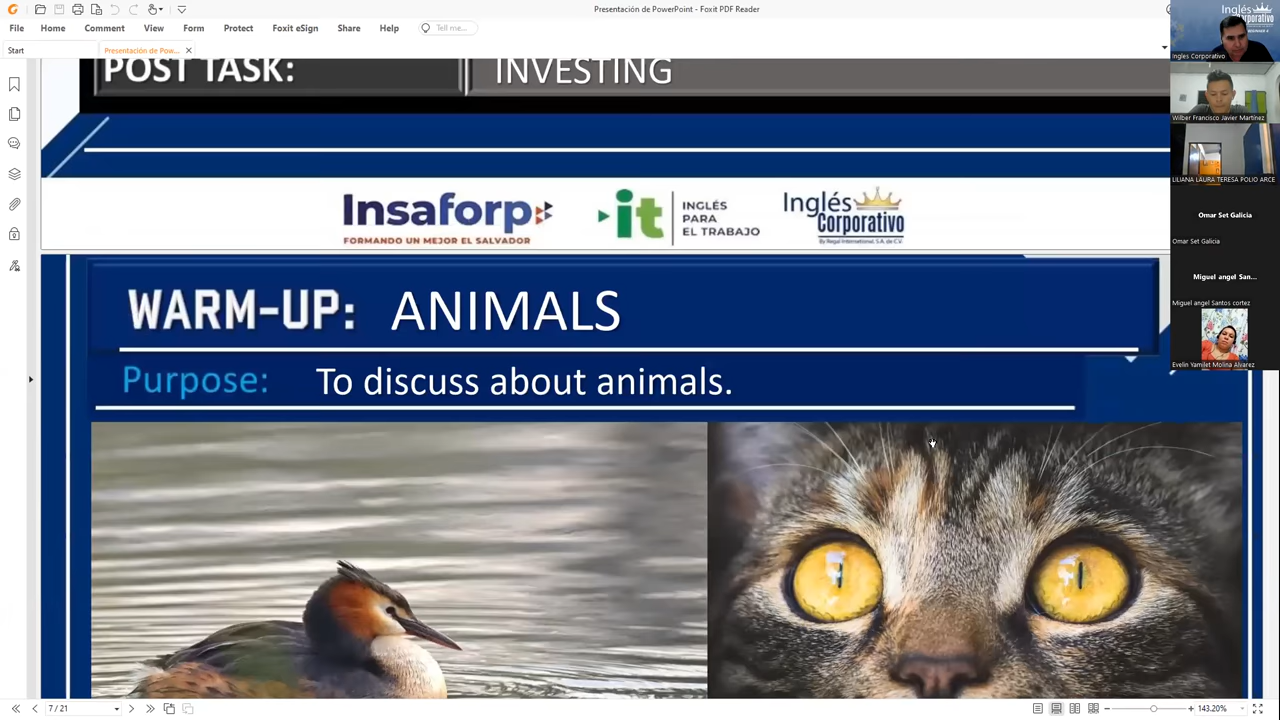 Presentación de PowerPoint - Foxit PDF Reader
File Home Comment View Form Protect Foxit eSign Share Help Tell me...
Start Presentación de Pow...
POST TASK: INVESTING
Insaforp
FORMANDO UN MEJOR EL SALVADOR
it
INGLÉS
PARA
EL TRABAJO
Inglés
Corporativo
By Regal International, S.A. de C.V.
WARM-UP: ANIMALS
Purpose: To discuss about animals.
Inglés
Corporativo
Ingles Corporativo
Wilber Francisco Javier Martínez
LILIANA LAURA TERESA POLIO ARCE
Omar Set Galicia
Omar Set Galicia
Miguel angel San...
Miguel angel Santos cortez
Evelin Yamilet Molina Alvarez
7 / 21
143.20%